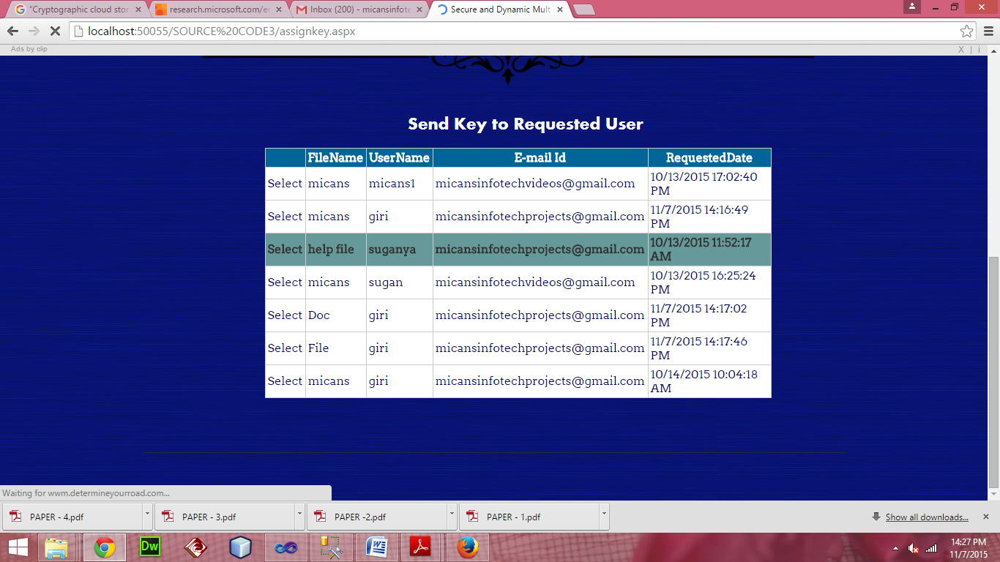 "Cryptographic cloud stor
research.microsoft.com/en
Inbox (200) - micansinfote
Secure and Dynamic Mult
localhost:50055/SOURCE%20CODE3/assignkey.aspx
Ads by clip
X | i
Send Key to Requested User
FileName UserName E-mail Id RequestedDate
Select micans micans1 micansinfotechvideos@gmail.com 10/13/2015 17:02:40
PM
Select micans giri micansinfotechprojects@gmail.com 11/7/2015 14:16:49
PM
Select help file suganya micansinfotechprojects@gmail.com 10/13/2015 11:52:17
AM
Select micans sugan micansinfotechvideos@gmail.com 10/13/2015 16:25:24
PM
Select Doc giri micansinfotechprojects@gmail.com 11/7/2015 14:17:02
PM
Select File giri micansinfotechprojects@gmail.com 11/7/2015 14:17:46
PM
Select micans giri micansinfotechprojects@gmail.com 10/14/2015 10:04:18
AM
Waiting for wwm.determineyourroad.com...
PAPER - 4.pdf
PAPER - 3.pdf
PAPER -2.pdf
PAPER - 1.pdf
Show all downloads...
Dw
14:27 PM
11/7/2015